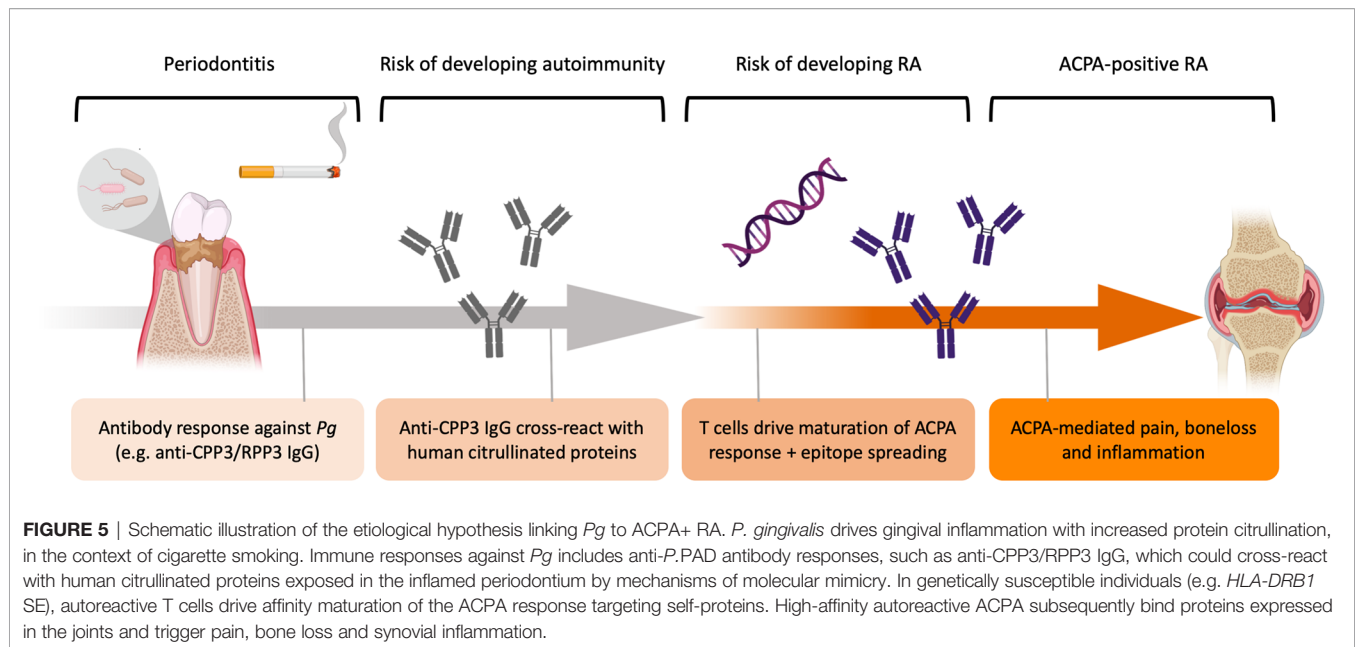 Periodontitis
Risk of developing autoimmunity
Risk of developing RA
ACPA-positive RA
Antibody response against Pg
(e.g. anti-CPP3/RPP3 IgG)
Anti-CPP3 IgG cross-react with
human citrullinated proteins
T cells drive maturation of ACPA
response + epitope spreading
ACPA-mediated pain, boneloss
and inflammation
FIGURE 5 | Schematic illustration of the etiological hypothesis linking Pg to ACPA+ RA. P. gingivalis drives gingival inflammation with increased protein citrullination,
in the context of cigarette smoking. Immune responses against Pg includes anti-P.PAD antibody responses, such as anti-CPP3/RPP3 IgG, which could cross-react
with human citrullinated proteins exposed in the inflamed periodontium by mechanisms of molecular mimicry. In genetically susceptible individuals (e.g. HLA-DRB1
SE), autoreactive T cells drive affinity maturation of the ACPA response targeting self-proteins. High-affinity autoreactive ACPA subsequently bind proteins expressed
in the joints and trigger pain, bone loss and synovial inflammation.